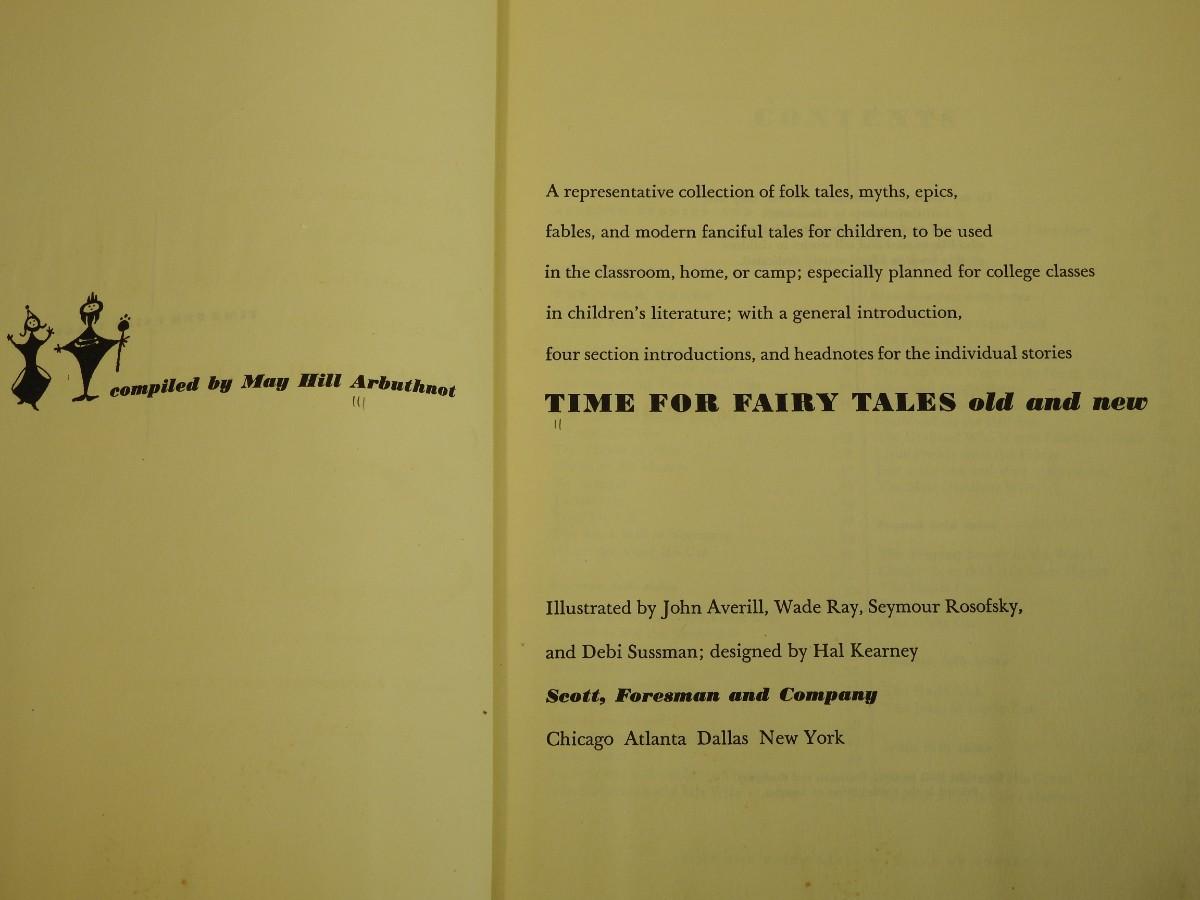 compiled by May Hill Arbuthnot
A representative collection of folk tales, myths, epics,
fables, and modern fanciful tales for children, to be used
in the classroom, home, or camp; especially planned for college classes
in children's literature; with a general introduction,
four section introductions, and headnotes for the individual stories
TIME FOR FAIRY TALES old and new
Illustrated by John Averill, Wade Ray, Seymour Rosofsky,
and Debi Sussman; designed by Hal Kearney
Scott, Foresman and Company
Chicago Atlanta Dallas New York